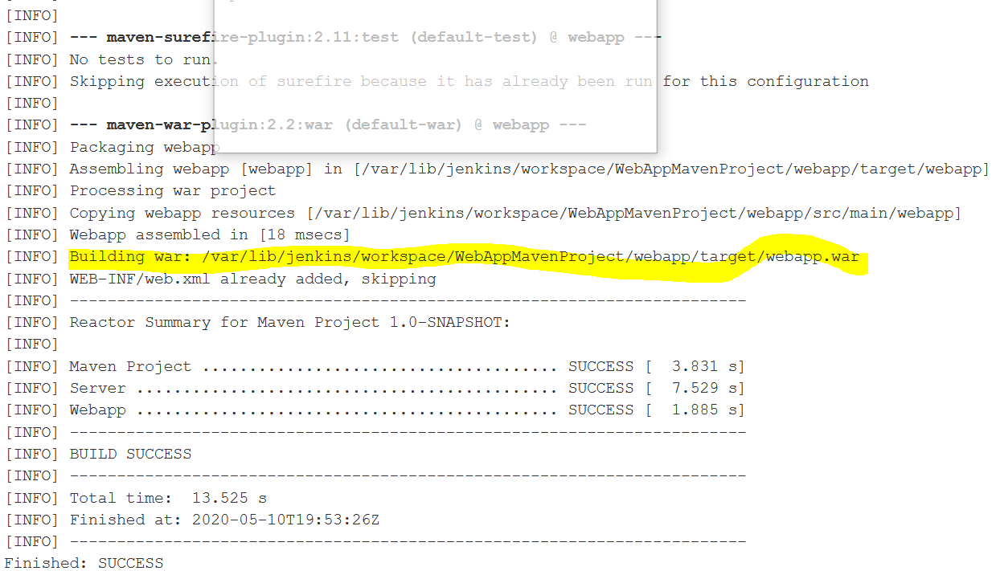 [INFO]
[INFO] --- maven-surefire-plugin:2.11:test (default-test) @ webapp ---
[INFO] No tests to run.
[INFO] Skipping execution of surefire because it has already been run for this configuration
[INFO]
[INFO] --- maven-war-plugin:2.2:war (default-war) @ webapp ---
[INFO] Packaging webapp
[INFO] Assembling webapp [webapp] in [/var/lib/jenkins/workspace/WebAppMavenProject/webapp/target/webapp]
[INFO] Processing war project
[INFO] Copying webapp resources [/var/lib/jenkins/workspace/WebAppMavenProject/webapp/src/main/webapp]
[INFO] Webapp assembled in [18 msecs]
[INFO] Building war: /var/lib/jenkins/workspace/WebAppMavenProject/webapp/target/webapp.war
[INFO] WEB-INF/web.xml already added, skipping
[INFO] ------------------------------------------------------------------------
[INFO] Reactor Summary for Maven Project 1.0-SNAPSHOT:
[INFO]
[INFO] Maven Project ...................................... SUCCESS [  3.831 s]
[INFO] Server ............................................. SUCCESS [  7.529 s]
[INFO] Webapp ............................................. SUCCESS [  1.885 s]
[INFO] ------------------------------------------------------------------------
[INFO] BUILD SUCCESS
[INFO] ------------------------------------------------------------------------
[INFO] Total time:  13.525 s
[INFO] Finished at: 2020-05-10T19:53:26Z
[INFO] ------------------------------------------------------------------------
Finished: SUCCESS